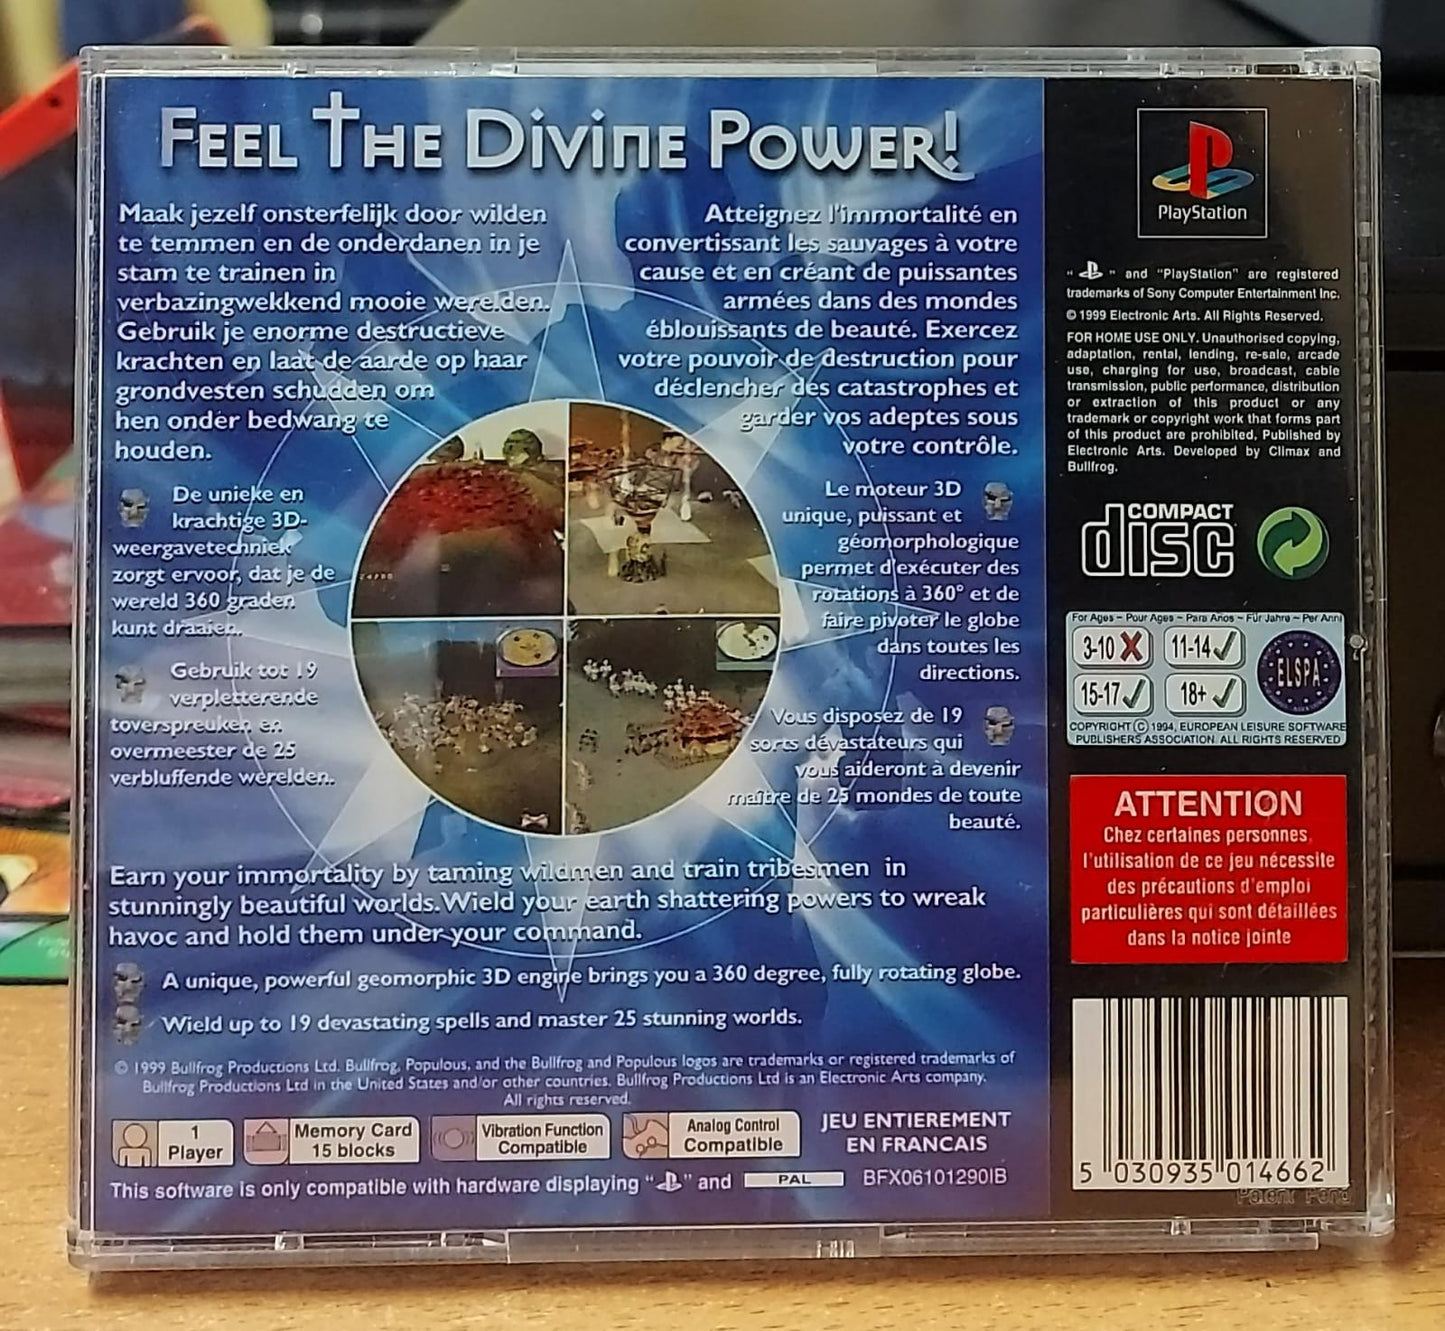 FEEL THE DIVINE POWER!
Maak jezelf onsterfelijk door wilden
te temmen en de onderdanen in je
stam te trainen in
verbazingwekkend mooie werelden.
Gebruik je enorme destructieve
krachten en laat de aarde op haar
grondvesten schudden om
hen onder bedwang te
houden.
De unieke en
krachtige 3D-
weergavetechniek
zorgt ervoor, dat je de
wereld 360 graden
kunt draaien.
Gebruik tot 19
verpletterende
toverspreuken en
overmeester de 25
verbluffende werelden.
Atteignez l'immortalité en
convertissant les sauvages à votre
cause et en créant de puissantes
armées dans des mondes
éblouissants de beauté. Exercez
votre pouvoir de destruction pour
déclencher des catastrophes et
garder vos adeptes sous
votre contrôle.
Le moteur 3D
unique, puissant et
géomorphologique
permet d'exécuter des
rotations à 360° et de
faire pivoter le globe
dans toutes les
directions.
Vous disposez de 19
sorts dévastateurs qui
vous aideront à devenir
maître de 25 mondes de toute
beauté.
Earn your immortality by taming wildmen and train tribesmen in
stunningly beautiful worlds.Wield your earth shattering powers to wreak
havoc and hold them under your command.
A unique, powerful geomorphic 3D engine brings you a 360 degree, fully rotating globe.
Wield up to 19 devastating spells and master 25 stunning worlds.
© 1999 Bullfrog Productions Ltd. Bullfrog, Populous, and the Bullfrog and Populous logos are trademarks or registered trademarks of
Bullfrog Productions Ltd in the United States and/or other countries. Bullfrog Productions Ltd is an Electronic Arts company.
All rights reserved.
1
Player
Memory Card
15 blocks
Vibration Function
Compatible
Analog Control
Compatible
JEU ENTIEREMENT
EN FRANCAIS
This software is only compatible with hardware displaying " " and PAL
BFX06101290IB
PlayStation
" " and "PlayStation" are registered
trademarks of Sony Computer Entertainment Inc.
© 1999 Electronic Arts. All Rights Reserved.
FOR HOME USE ONLY. Unauthorised copying,
adaptation, rental, lending, re-sale, arcade
use, charging for use, broadcast, cable
transmission, public performance, distribution
or extraction of this product or any
trademark or copyright work that forms part
of this product are prohibited. Published by
Electronic Arts. Developed by Climax and
Bullfrog.
COMPACT
disc
For Ages – Pour Ages – Para Años – Für Jahre – Per Anni
3-10 11-14
15-17 18+
ELSPA
COPYRIGHT © 1994, EUROPEAN LEISURE SOFTWARE
PUBLISHERS ASSOCIATION. ALL RIGHTS RESERVED
ATTENTION
Chez certaines personnes,
l'utilisation de ce jeu nécessite
des précautions d'emploi
particulières qui sont détaillées
dans la notice jointe
5 030935 014662
Patent Pend